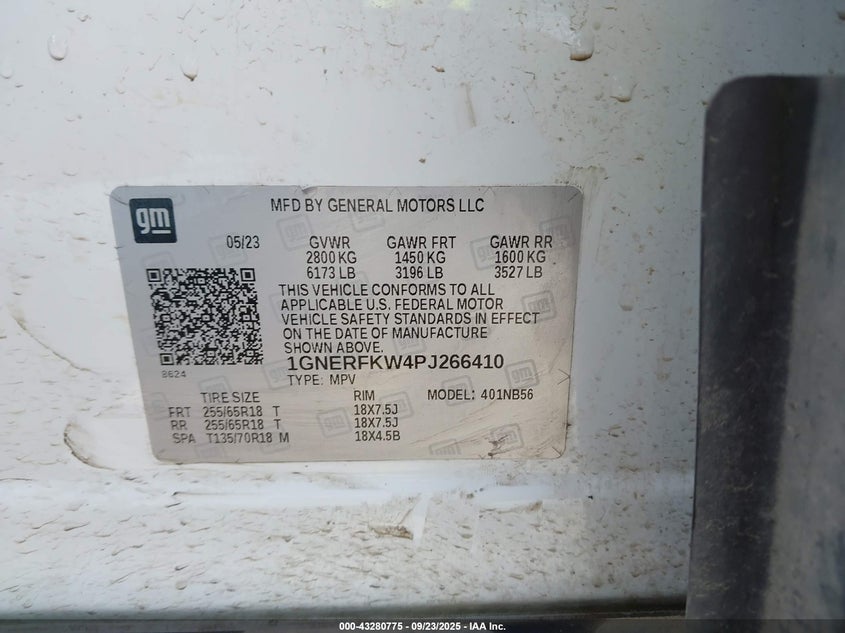 gm
MFD BY GENERAL MOTORS LLC
05/23 GVWR GAWR FRT GAWR RR
2800 KG 1450 KG 1600 KG
6173 LB 3196 LB 3527 LB
THIS VEHICLE CONFORMS TO ALL
APPLICABLE U.S. FEDERAL MOTOR
VEHICLE SAFETY STANDARDS IN EFFECT
ON THE DATE OF MANUFACTURE
SHOWN ABOVE.
8624
1GNERFKW4PJ266410
TYPE: MPV
TIRE SIZE RIM MODEL: 401NB56
FRT 255/65R18 T 18X7.5J
RR 255/65R18 T 18X7.5J
SPA T135/70R18 M 18X4.5B
000-43280775 - 09/23/2025 - IAA Inc.